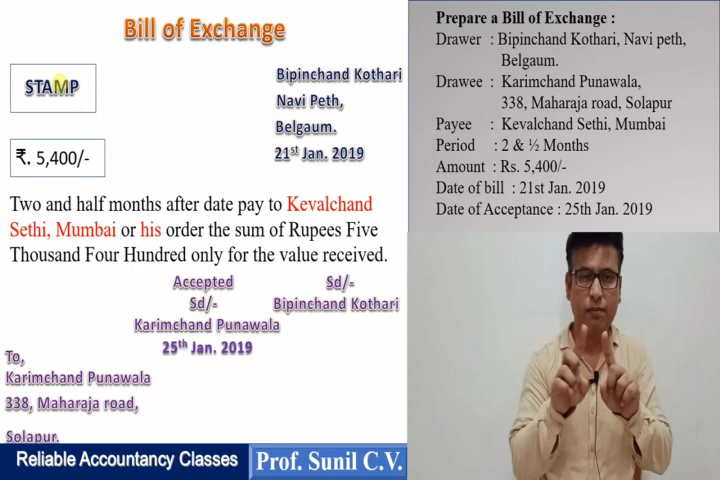 Bill of Exchange
STAMP
Bipinchand Kothari
Navi Peth,
Belgaum.
21st Jan. 2019
₹. 5,400/-
Two and half months after date pay to Kevalchand
Sethi, Mumbai or his order the sum of Rupees Five
Thousand Four Hundred only for the value received.
Accepted
Sd/-
Karimchand Punawala
25th Jan. 2019
Sd/-
Bipinchand Kothari
To,
Karimchand Punawala
338, Maharaja road,
Solapur.
Reliable Accountancy Classes
Prof. Sunil C.V.
Prepare a Bill of Exchange :
Drawer : Bipinchand Kothari, Navi peth,
Belgaum.
Drawee : Karimchand Punawala,
338, Maharaja road, Solapur
Payee : Kevalchand Sethi, Mumbai
Period : 2 & ½ Months
Amount : Rs. 5,400/-
Date of bill : 21st Jan. 2019
Date of Acceptance : 25th Jan. 2019